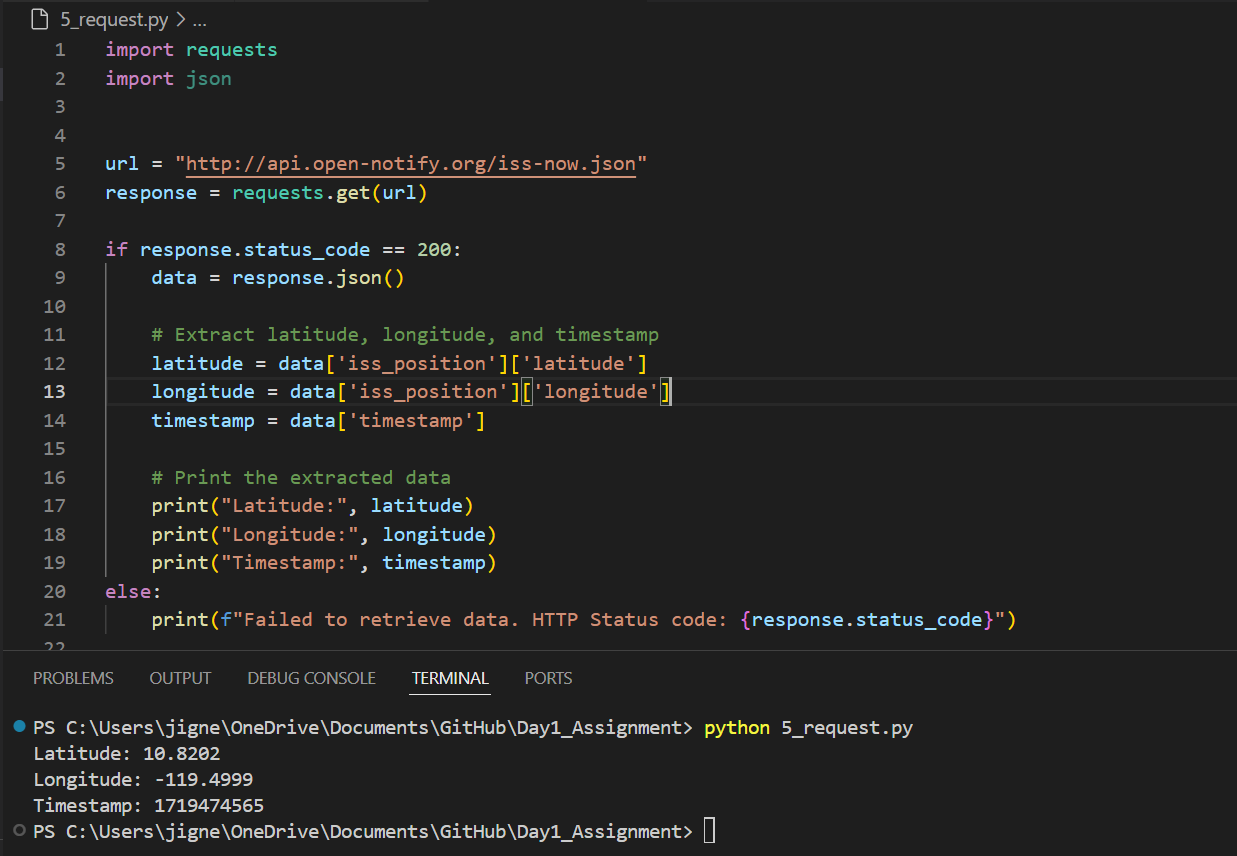 5_request.py > ...
1 import requests
2 import json
3
4
5 url = "http://api.open-notify.org/iss-now.json"
6 response = requests.get(url)
7
8 if response.status_code == 200:
9     data = response.json()
10
11     # Extract latitude, longitude, and timestamp
12     latitude = data['iss_position']['latitude']
13     longitude = data['iss_position']['longitude']
14     timestamp = data['timestamp']
15
16     # Print the extracted data
17     print("Latitude:", latitude)
18     print("Longitude:", longitude)
19     print("Timestamp:", timestamp)
20 else:
21     print(f"Failed to retrieve data. HTTP Status code: {response.status_code}")
22
PROBLEMS OUTPUT DEBUG CONSOLE TERMINAL PORTS
PS C:\Users\jigne\OneDrive\Documents\GitHub\Day1_Assignment> python 5_request.py
Latitude: 10.8202
Longitude: -119.4999
Timestamp: 1719474565
PS C:\Users\jigne\OneDrive\Documents\GitHub\Day1_Assignment>